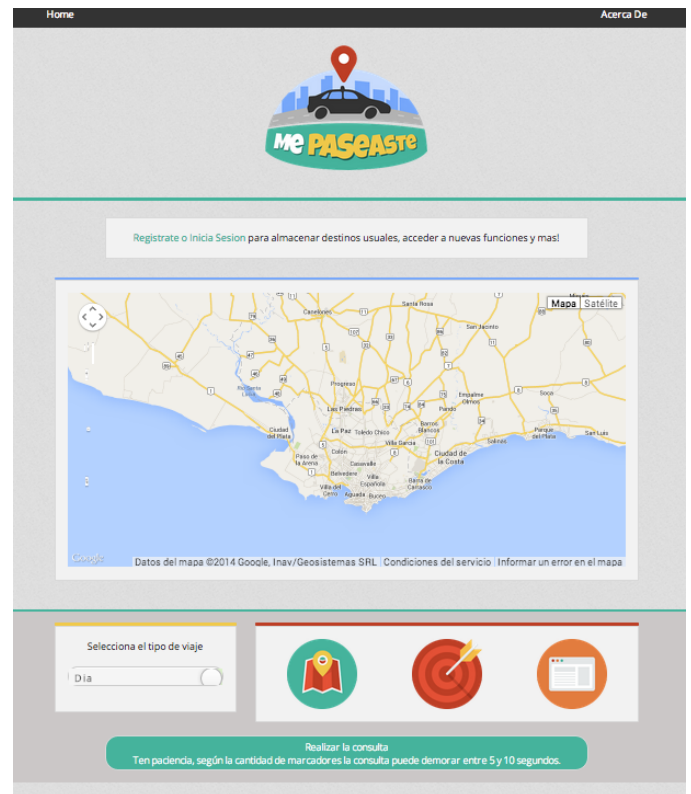 Home
Acerca De
Me PASeASTe
Registrate o Inicia Sesion para almacenar destinos usuales, acceder a nuevas funciones y mas!
Mapa Satélite
Canelones
Santa Rosa
San Jacinto
Progreso
Las Piedras
Pando
Empalme Olmos
Soca
La Paz
Toledo Chico
Barros Blancos
Ciudad del Plata
Villa Garcia
Salinas
Parque del Plata
San Luis
Paso de la Arena
Colón
Casavalle
Ciudad de la Costa
Belvedere
Villa Española
Barra de Carrasco
Villa del Cerro
Aguada
Buceo
Google
Datos del mapa ©2014 Google, Inav/Geosistemas SRL
Condiciones del servicio
Informar un error en el mapa
Selecciona el tipo de viaje
Dia
Realizar la consulta
Ten paciencia, según la cantidad de marcadores la consulta puede demorar entre 5 y 10 segundos.